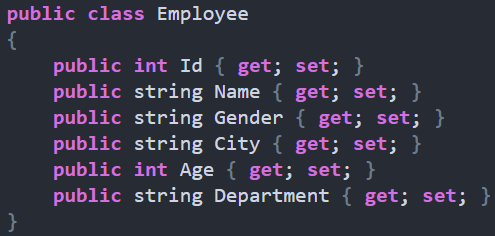 public class Employee
{
    public int Id { get; set; }
    public string Name { get; set; }
    public string Gender { get; set; }
    public string City { get; set; }
    public int Age { get; set; }
    public string Department { get; set; }
}